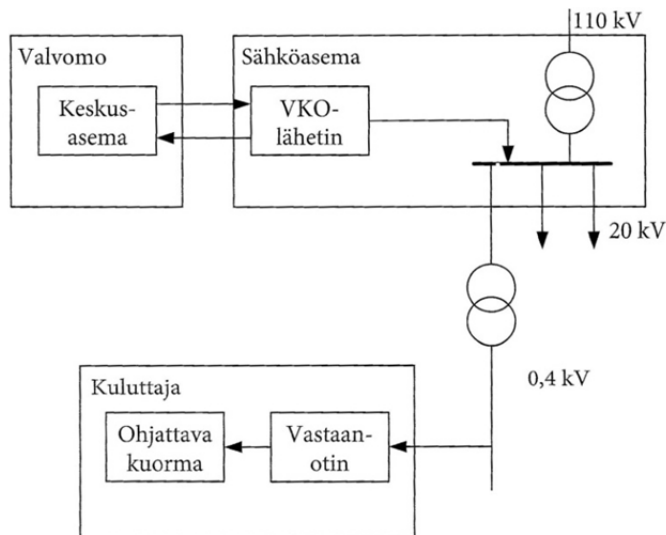 110 kV
Valvomo
Sähköasema
Keskus-
asema
VKO-
lähetin
20 kV
0,4 kV
Kuluttaja
Ohjattava
kuorma
Vastaan-
otin